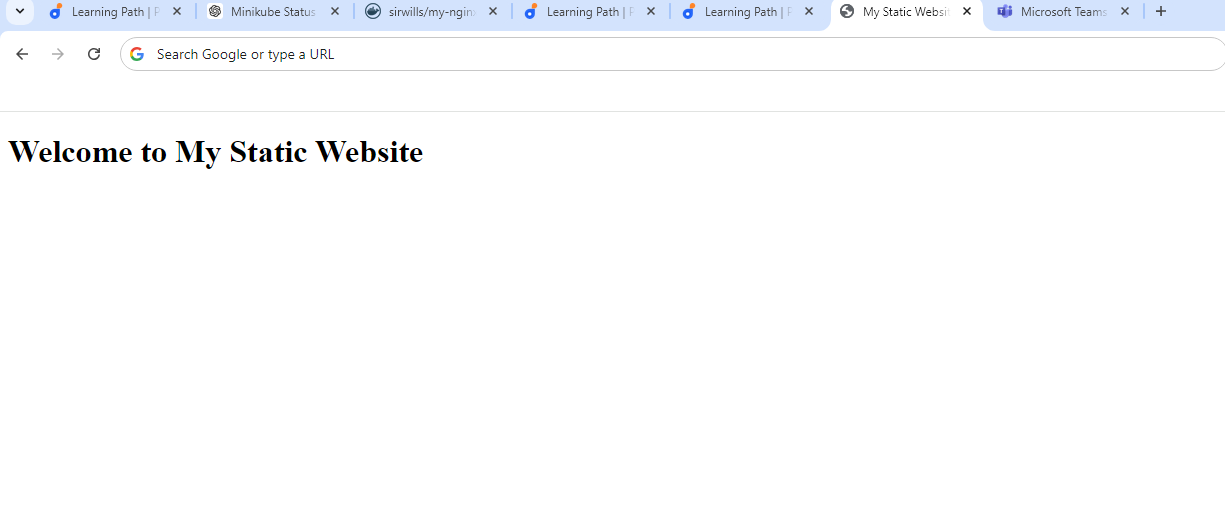 Learning Path | P
Minikube Status
sirwills/my-nginx
Learning Path | P
Learning Path | P
My Static Websit
Microsoft Teams
Search Google or type a URL
Welcome to My Static Website